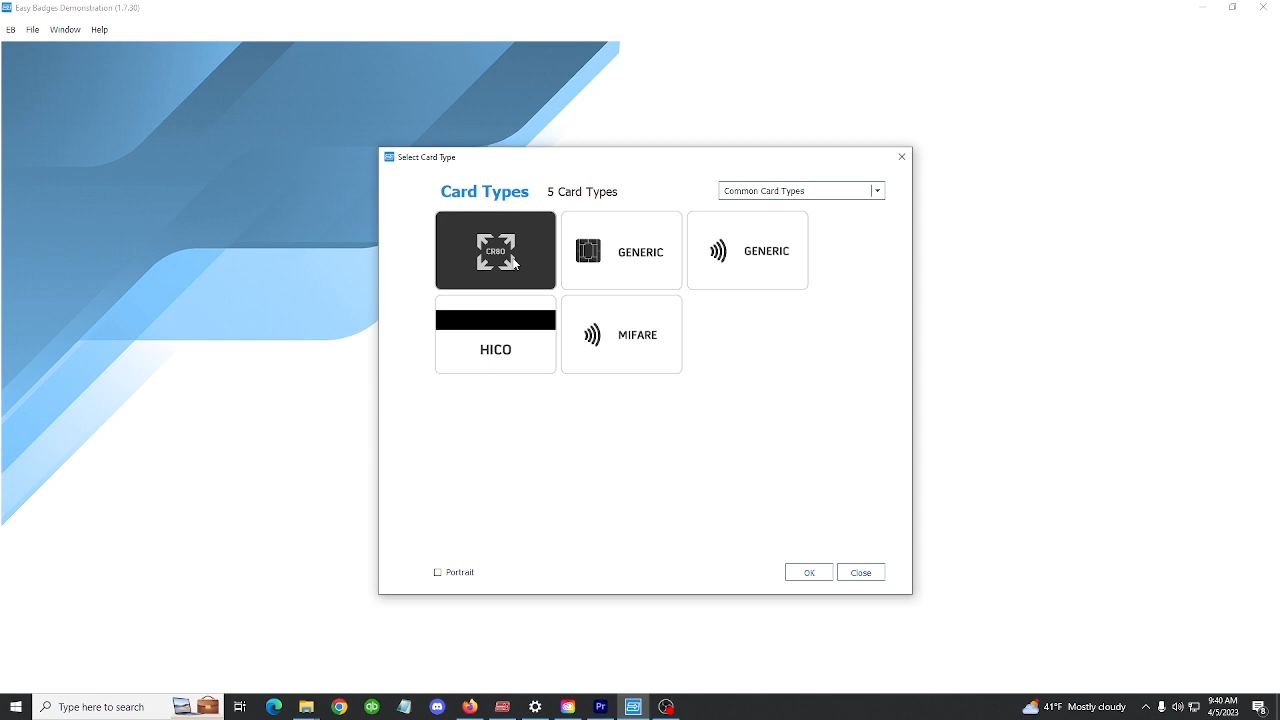 Easy Badges Demonstration (1.7.30)
EB File Window Help
Select Card Type
Card Types 5 Card Types Common Card Types
CR80 GENERIC GENERIC
HICO MIFARE
Portrait OK Close
Type here to search
41°F Mostly cloudy
9:40 AM
4/5/2023